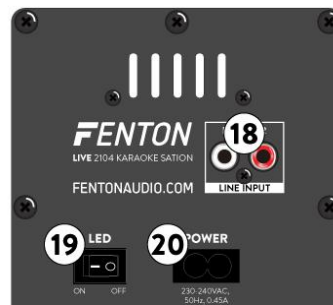 18
FENTON
LIVE 2104 KARAOKE SATION
FENTONAUDIO.COM
LINE INPUT
19
LED
20
POWER
ON
OFF
230-240VAC,
50Hz, 0.45A